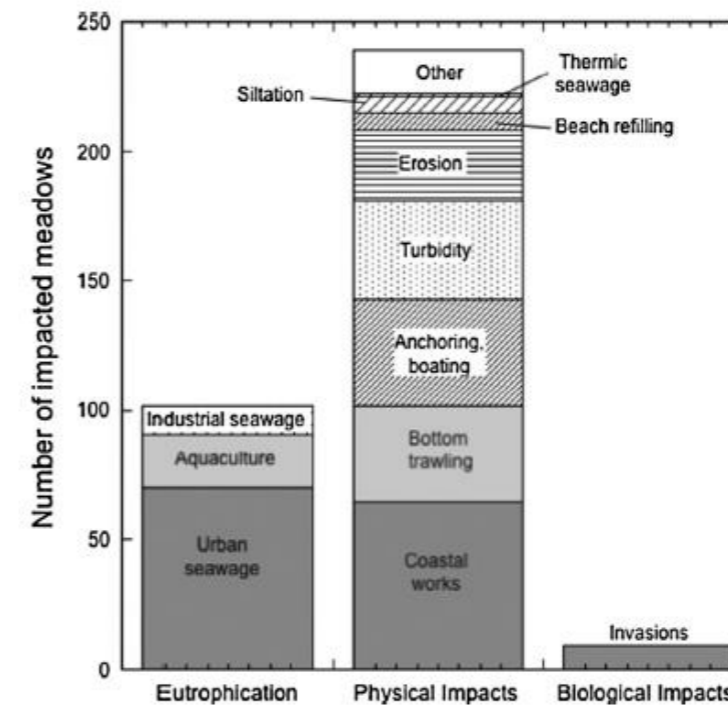 Number of impacted meadows
250
200
150
100
50
0
Industrial seawage
Aquaculture
Urban
seawage
Other
Siltation
Thermic
seawage
Beach refilling
Erosion
Turbidity
Anchoring,
boating
Bottom
trawling
Coastal
works
Invasions
Eutrophication
Physical Impacts
Biological Impacts